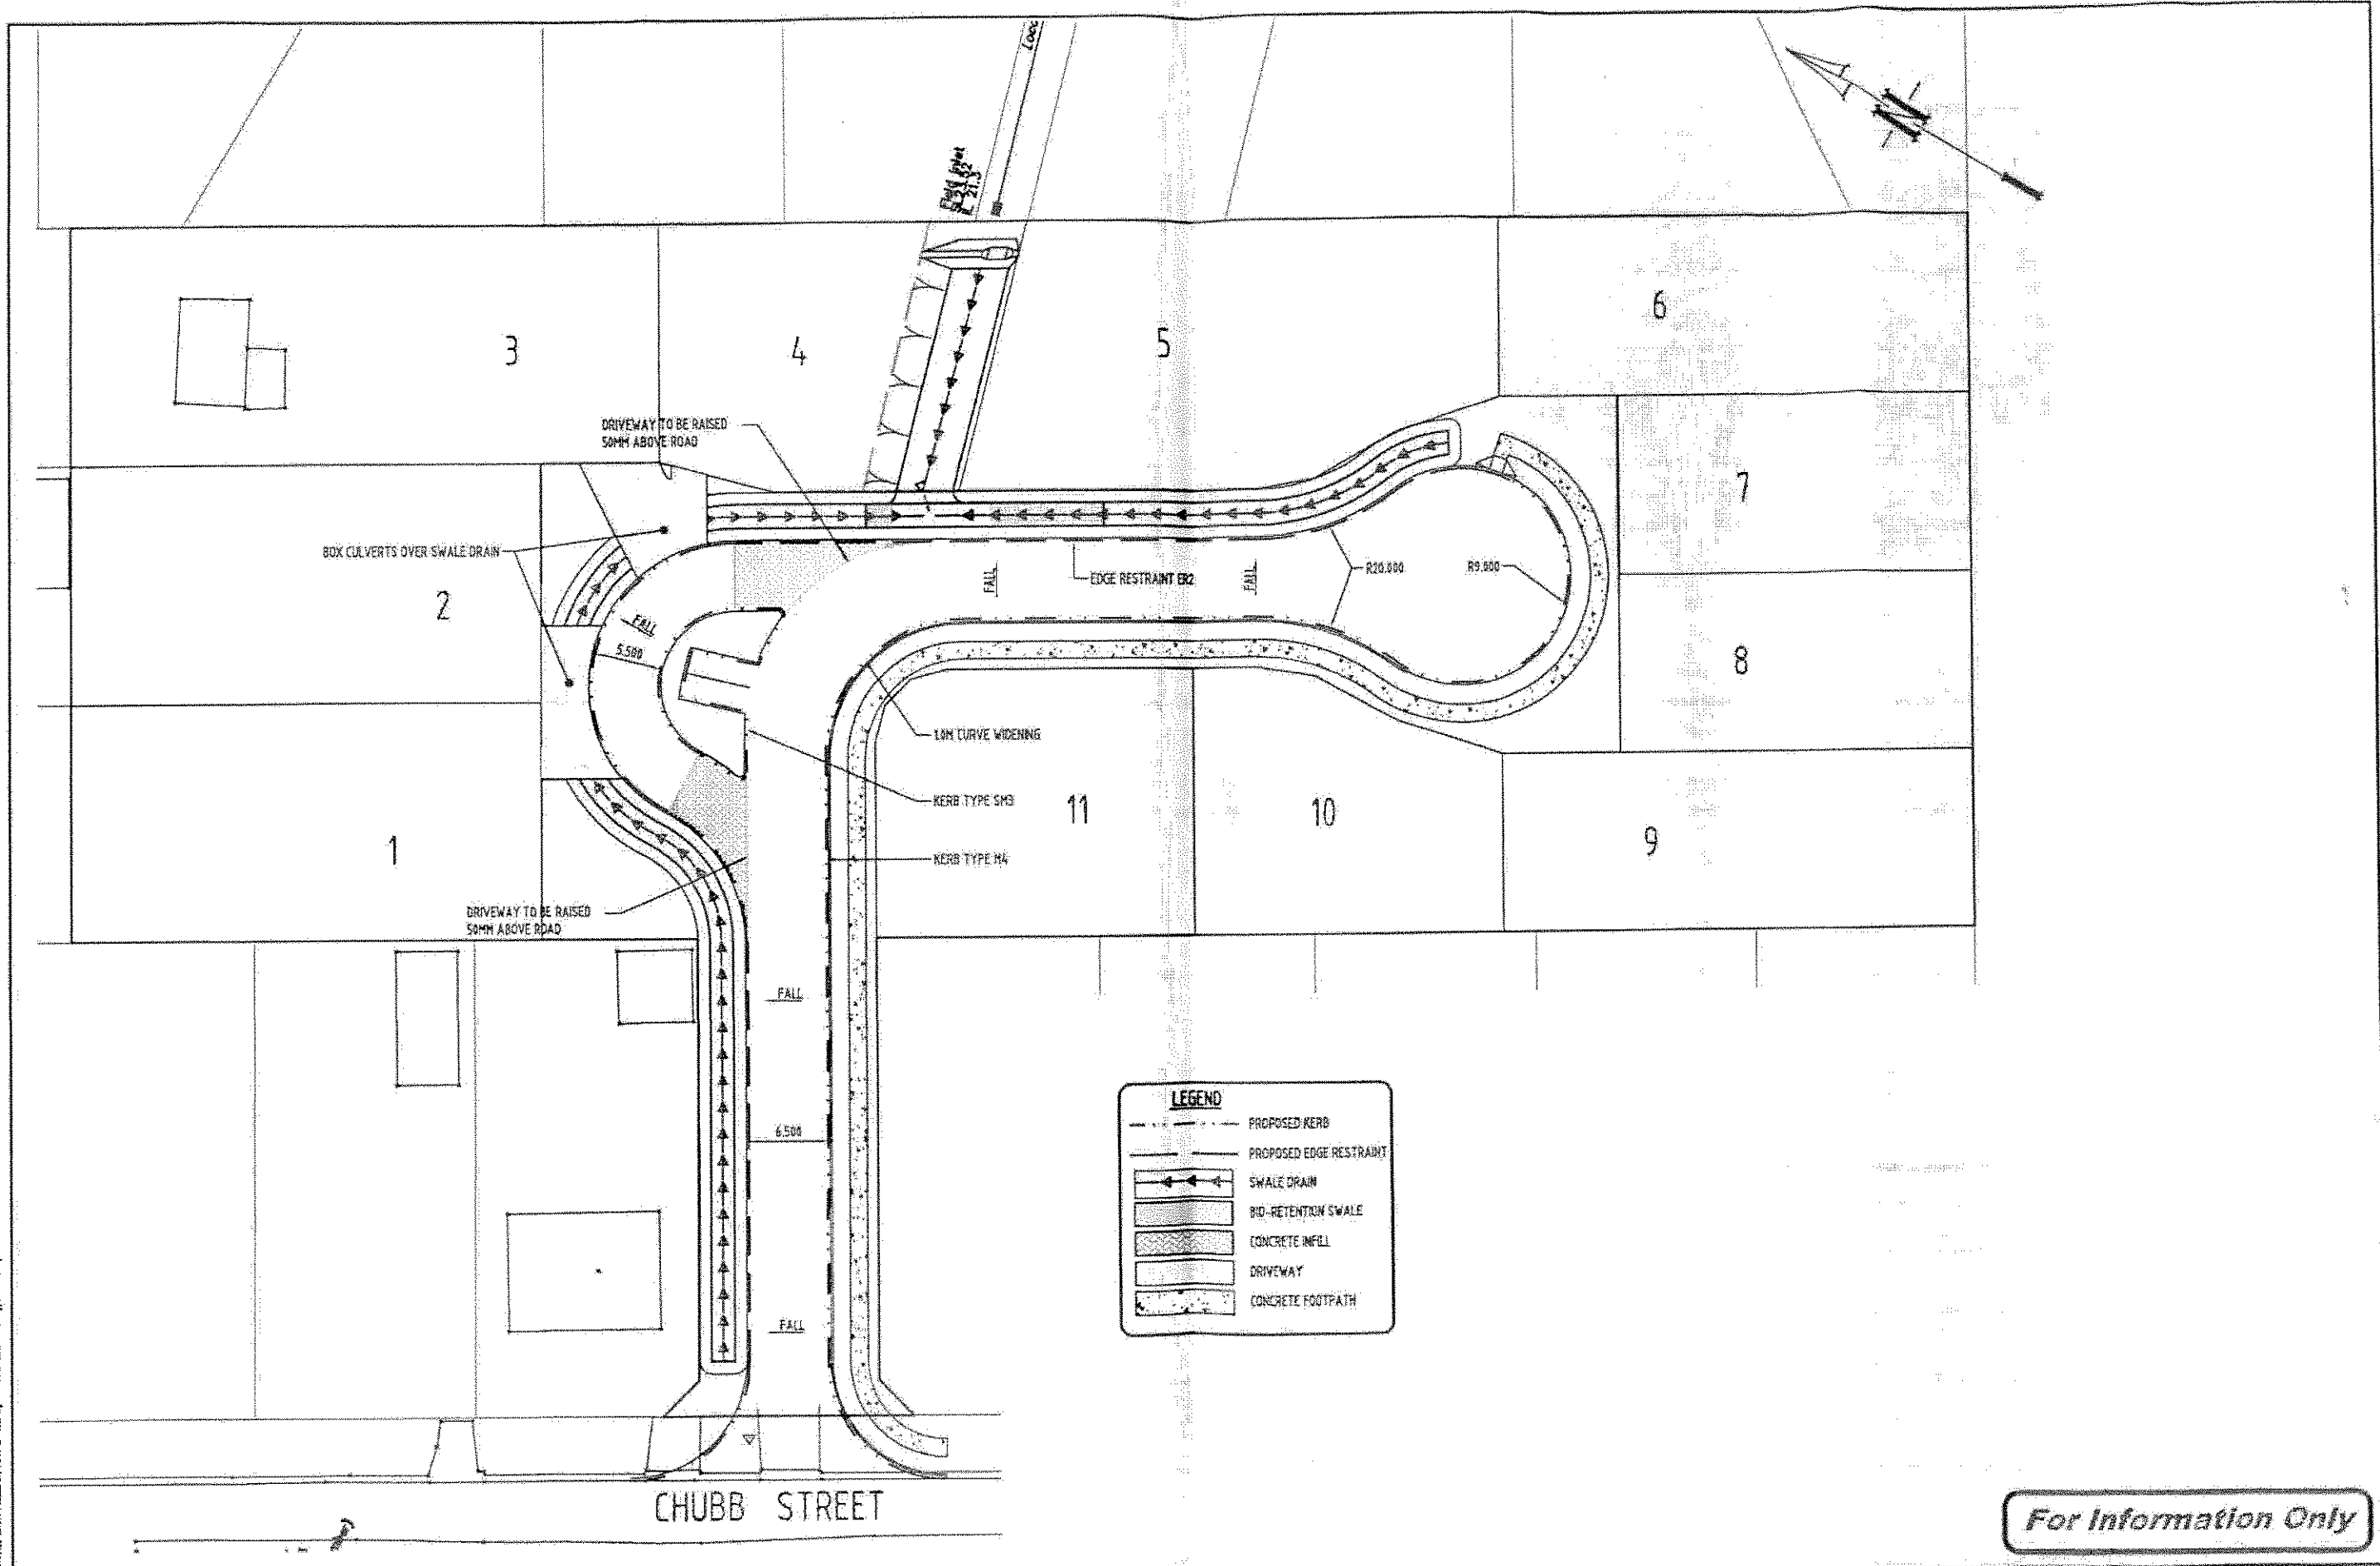 Field Inlet
N
3
4
5
6
7
8
9
10
11
2
1
DRIVEWAY TO BE RAISED
50MM ABOVE ROAD
BOX CULVERTS OVER SWALE DRAIN
FALL
5.500
FALL
EDGE RESTRAINT ER2
FALL
R20.000
R9.000
1.0M CURVE WIDENING
KERB TYPE SM3
KERB TYPE M4
DRIVEWAY TO BE RAISED
50MM ABOVE ROAD
FALL
6.500
FALL
LEGEND
PROPOSED KERB
PROPOSED EDGE RESTRAINT
SWALE DRAIN
BIO-RETENTION SWALE
CONCRETE INFILL
DRIVEWAY
CONCRETE FOOTPATH
CHUBB STREET
For Information Only